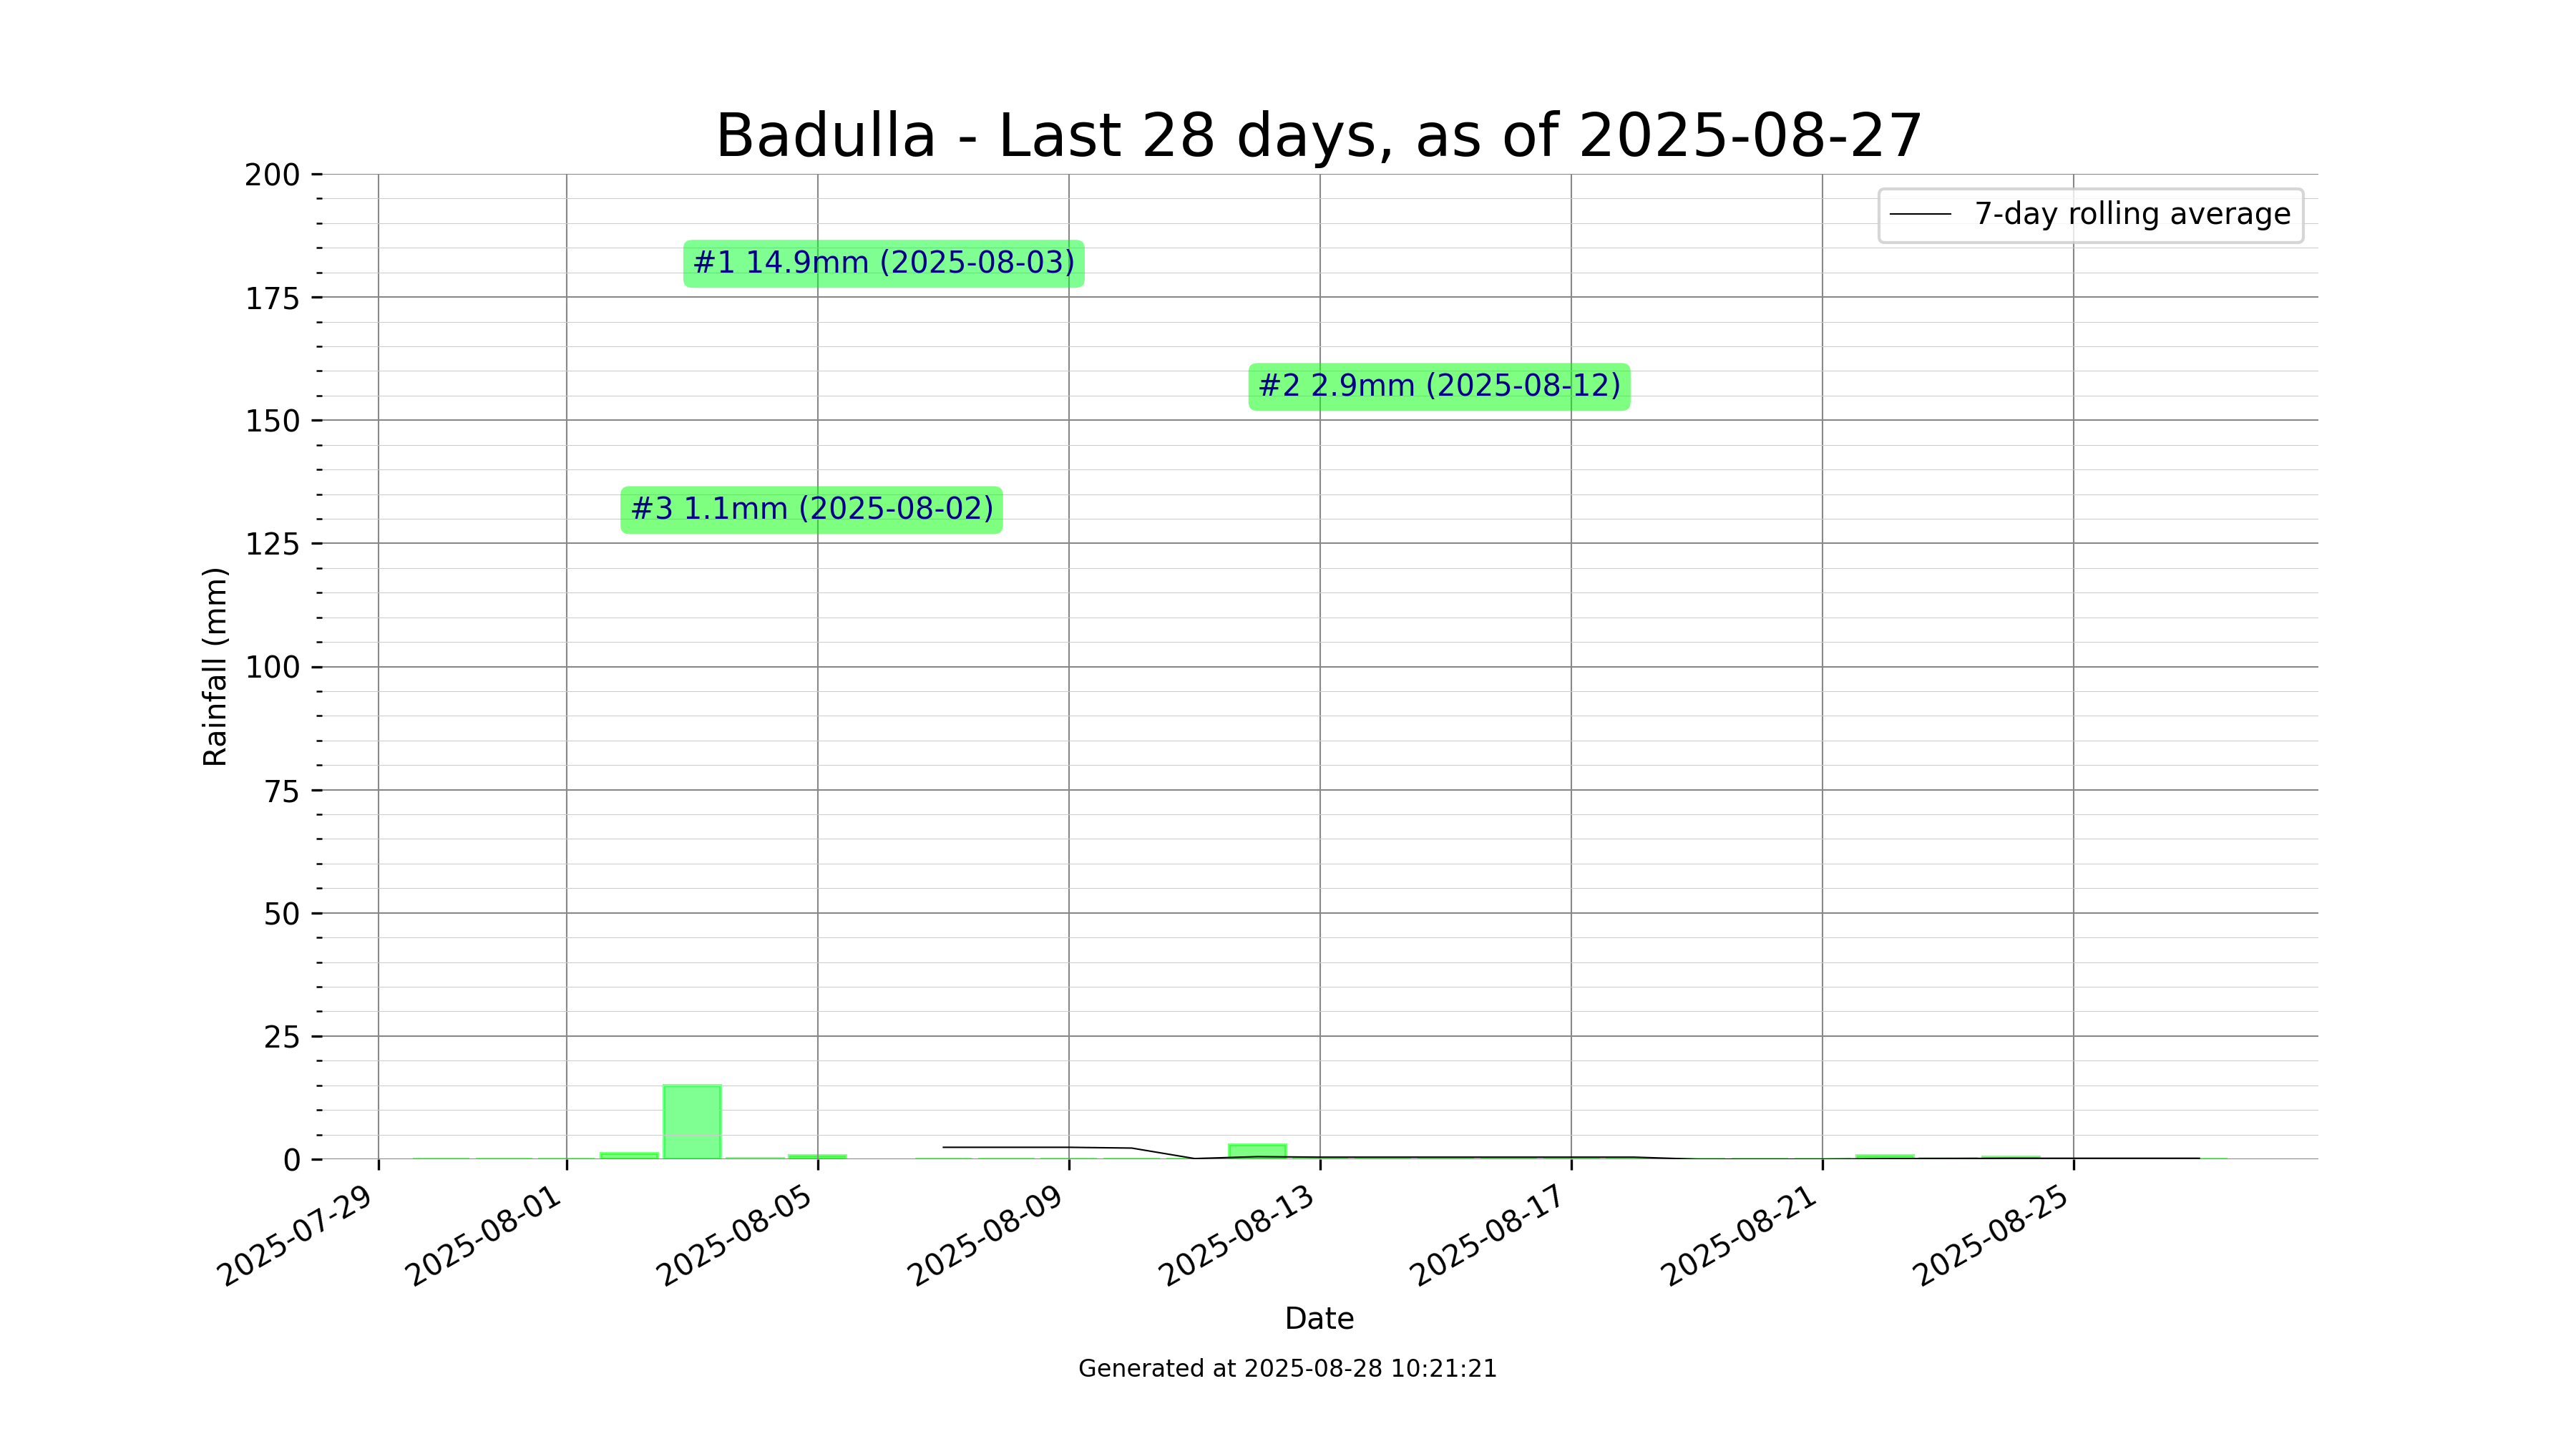 Badulla - Last 28 days, as of 2025-08-27
7-day rolling average
#1 14.9mm (2025-08-03)
#2 2.9mm (2025-08-12)
#3 1.1mm (2025-08-02)
Rainfall (mm)
200
175
150
125
100
75
50
25
0
2025-07-29
2025-08-01
2025-08-05
2025-08-09
2025-08-13
2025-08-17
2025-08-21
2025-08-25
Date
Generated at 2025-08-28 10:21:21